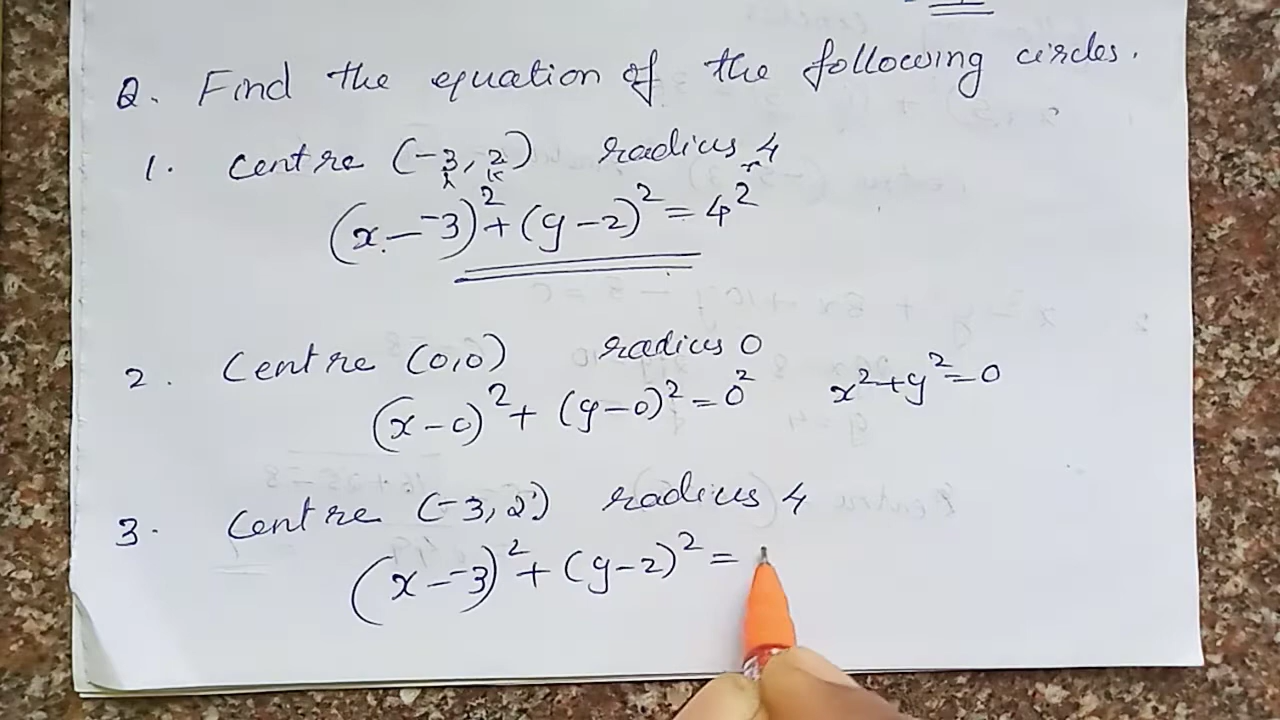 Q. Find the equation of the following circles.
1. Centre (-3, 2) radius 4
(x - -3)² + (y - 2)² = 4²
2. Centre (0,0) radius 0
(x - 0)² + (y - 0)² = 0² x² + y² = 0
3. Centre (-3, 2) radius 4
(x - -3)² + (y - 2)² =